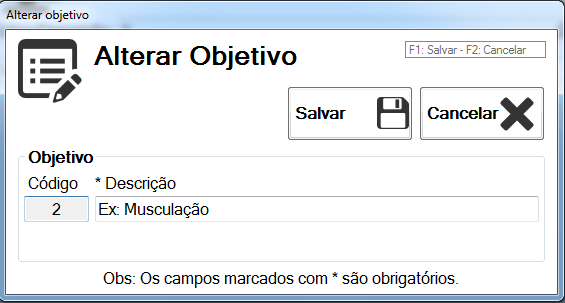 Alterar objetivo
Alterar Objetivo
F1: Salvar - F2: Cancelar
Salvar
Cancelar
Objetivo
Código * Descrição
2 Ex: Musculação
Obs: Os campos marcados com * são obrigatórios.